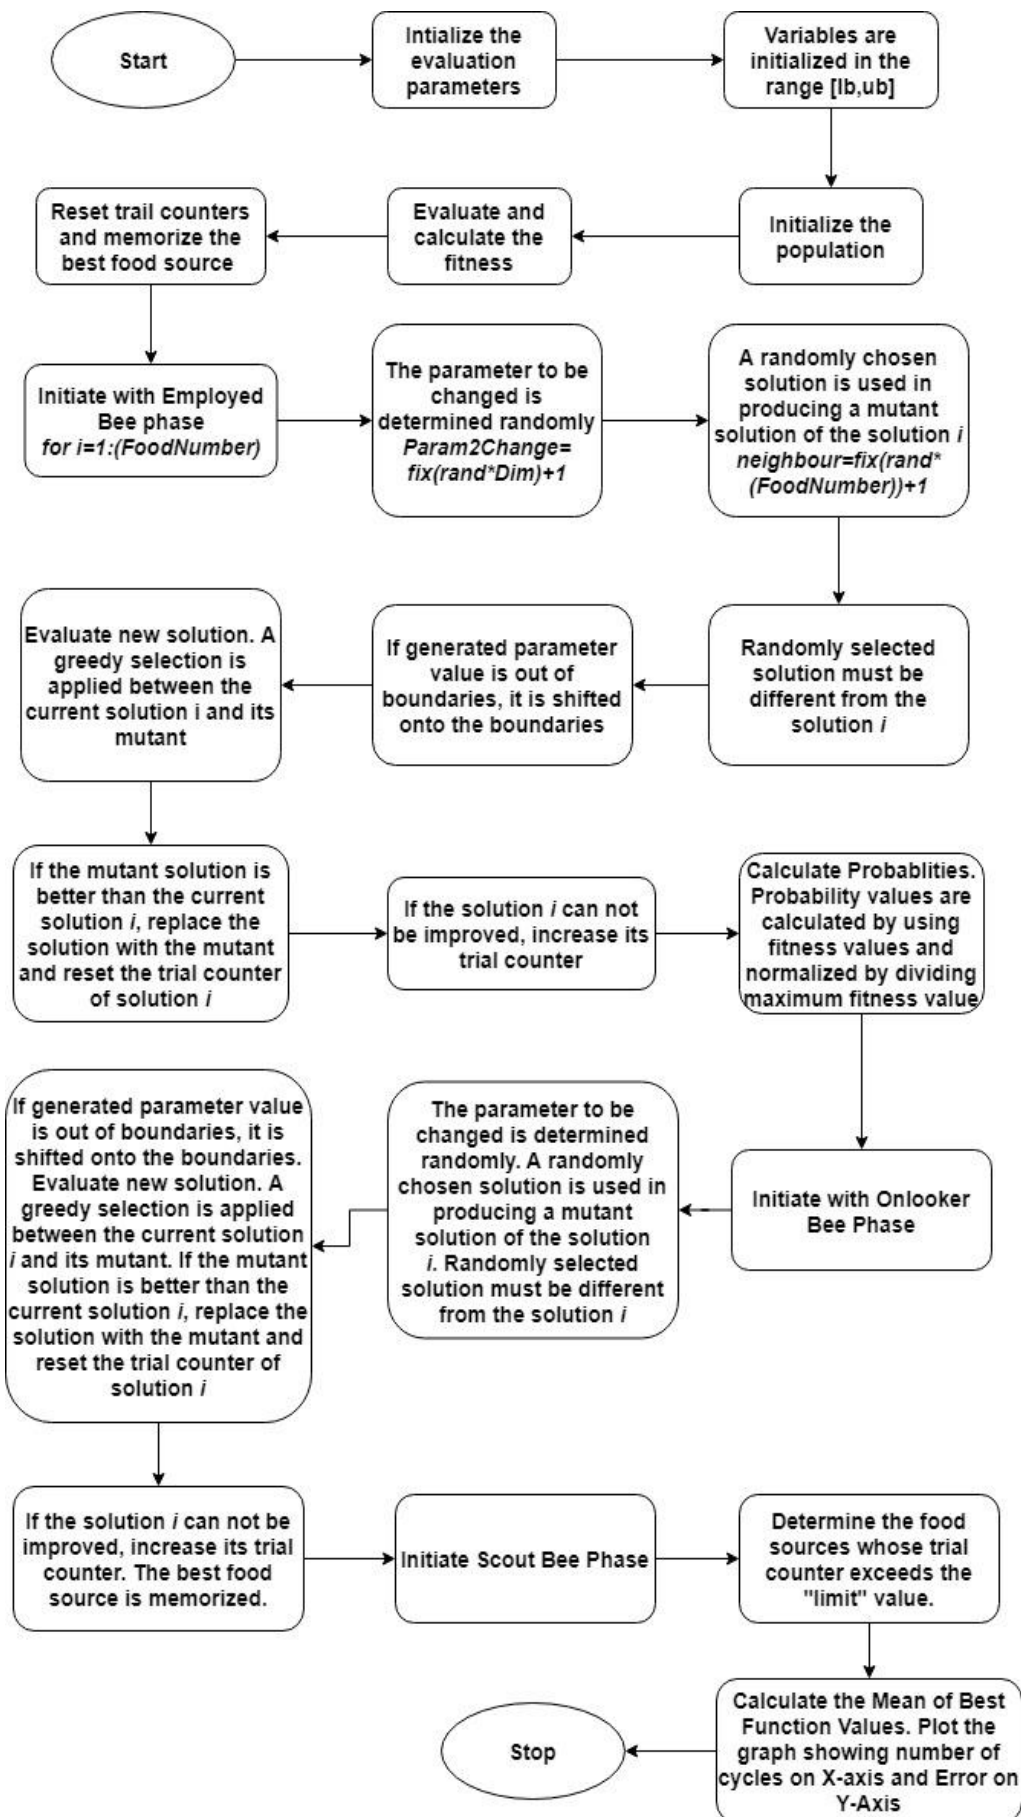 Start
Intialize the
evaluation
parameters
Variables are
initialized in the
range [lb,ub]
Initialize the
population
Evaluate and
calculate the
fitness
Reset trail counters
and memorize the
best food source
Initiate with Employed
Bee phase
for i=1:(FoodNumber)
The parameter to be
changed is
determined randomly
Param2Change=
fix(rand*Dim)+1
A randomly chosen
solution is used in
producing a mutant
solution of the solution i
neighbour=fix(rand*
(FoodNumber))+1
Randomly selected
solution must be
different from the
solution i
If generated parameter
value is out of
boundaries, it is shifted
onto the boundaries
Evaluate new solution. A
greedy selection is
applied between the
current solution i and its
mutant
If the mutant solution is
better than the current
solution i, replace the
solution with the mutant
and reset the trial counter
of solution i
If the solution i can not
be improved, increase its
trial counter
Calculate Probablities.
Probability values are
calculated by using
fitness values and
normalized by dividing
maximum fitness value
Initiate with Onlooker
Bee Phase
The parameter to be
changed is determined
randomly. A randomly
chosen solution is used in
producing a mutant
solution of the solution
i. Randomly selected
solution must be different
from the solution i
If generated parameter value
is out of boundaries, it is
shifted onto the boundaries.
Evaluate new solution. A
greedy selection is applied
between the current solution
i and its mutant. If the mutant
solution is better than the
current solution i, replace the
solution with the mutant and
reset the trial counter of
solution i
If the solution i can not be
improved, increase its trial
counter. The best food
source is memorized.
Initiate Scout Bee Phase
Determine the food
sources whose trial
counter exceeds the
"limit" value.
Calculate the Mean of Best
Function Values. Plot the
graph showing number of
cycles on X-axis and Error on
Y-Axis
Stop